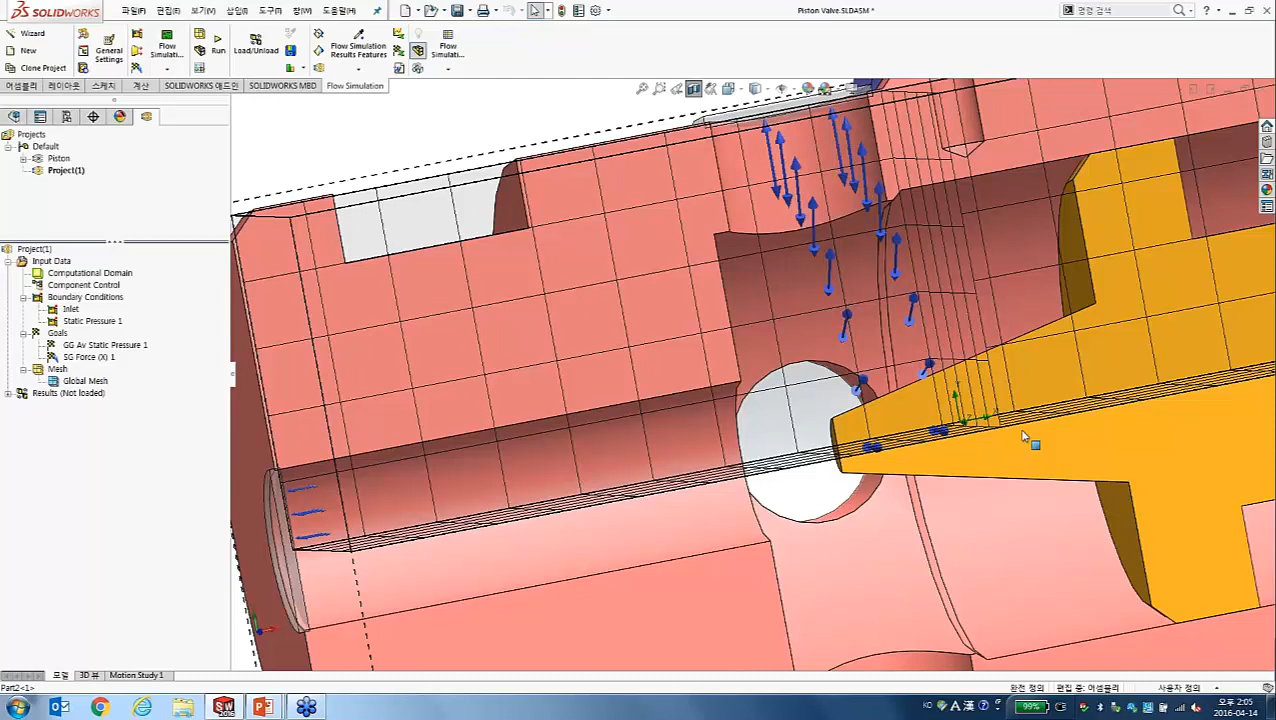 SOLIDWORKS
파일(F)
편집(E)
보기(V)
삽입(I)
도구(T)
창(W)
도움말(H)
Piston Valve.SLDASM *
명령 검색
Wizard
New
Clone Project
General
Settings
Flow
Simulati...
Run
Load/Unload
Flow Simulation
Results Features
Flow
Simulati...
어셈블리
레이아웃
스케치
계산
SOLIDWORKS 애드인
SOLIDWORKS MBD
Flow Simulation
Projects
Default
Piston
Project(1)
Project(1)
Input Data
Computational Domain
Component Control
Boundary Conditions
Inlet
Static Pressure 1
Goals
GG Av Static Pressure 1
SG Force (X) 1
Mesh
Global Mesh
Results (Not loaded)
모델
3D 뷰
Motion Study 1
Part2<1>
완전 정의
편집 중: 어셈블리
사용자 정의
99%
오후 2:05
2016-04-14